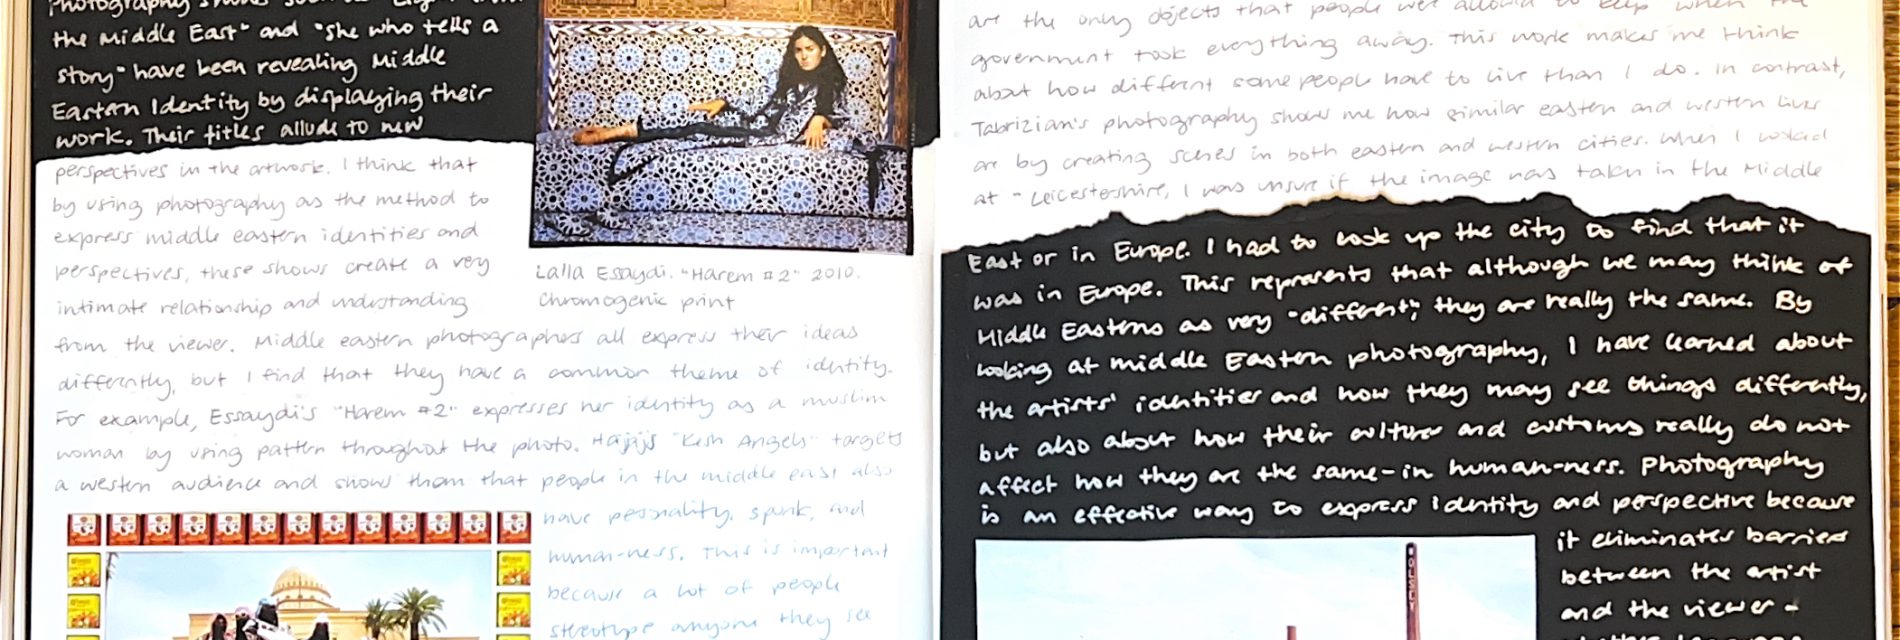 Photography shows such as "Light from
the Middle East" and "She who tells a
story" have been revealing Middle
Eastern Identity by displaying their
work. Their titles allude to new
perspectives in the artwork. I think that
by using photography as the method to
express middle eastern identities and
perspectives, these shows create a very
intimate relationship and understanding
from the viewer. Middle eastern photographers all express their ideas
differently, but I find that they have a common theme of identity.
For example, Essaydi's "Harem #2" expresses her identity as a muslim
woman by using pattern throughout the photo. Hajjj's "Kesh Angels" targets
a western audience and shows them that people in the middle east also
have personality, spunk, and
human-ness. This is important
because a lot of people
stereotype anyone they see
Lalla Essaydi. "Harem #2" 2010.
Chromogenic print
are the only objects that people were allowed to keep when the
government took everything away. This work makes me think
about how different some people have to live than I do. In contrast,
Tabrizian's photography shows me how similar eastern and western lives
are by creating scenes in both eastern and western cities. When I looked
at "Leicestershire, I was unsure if the image was taken in the Middle
East or in Europe. I had to look up the city to find that it
was in Europe. This represents that although we may think of
Middle Easterns as very "different", they are really the same. By
looking at middle Eastern photography, I have learned about
the artists' identities and how they may see things differently,
but also about how their cultures and customs really do not
affect how they are the same-in human-ness. Photography
is an effective way to express identity and perspective because
it eliminates barriers
between the artist
and the viewer -
WOLSELEY